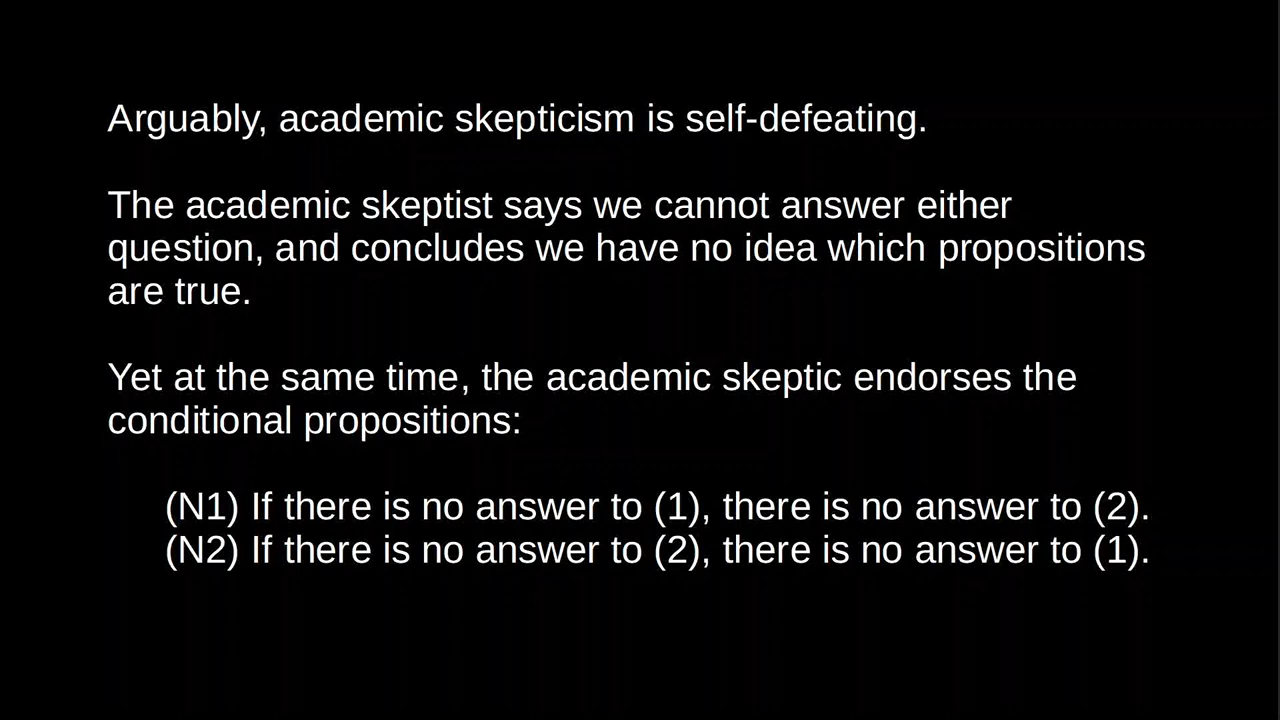 Arguably, academic skepticism is self-defeating.
The academic skeptist says we cannot answer either
question, and concludes we have no idea which propositions
are true.
Yet at the same time, the academic skeptic endorses the
conditional propositions:
(N1) If there is no answer to (1), there is no answer to (2).
(N2) If there is no answer to (2), there is no answer to (1).